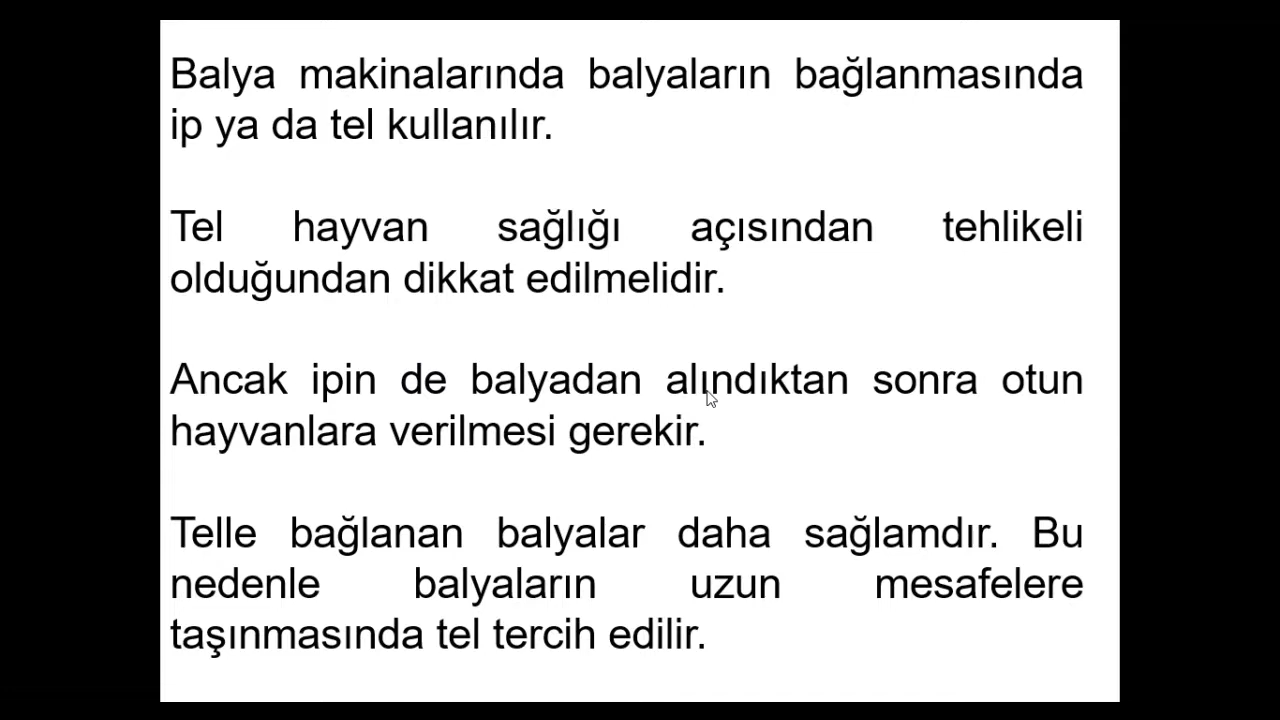 Balya makinalarında balyaların bağlanmasında
ip ya da tel kullanılır.
Tel hayvan sağlığı açısından tehlikeli
olduğundan dikkat edilmelidir.
Ancak ipin de balyadan alındıktan sonra otun
hayvanlara verilmesi gerekir.
Telle bağlanan balyalar daha sağlamdır. Bu
nedenle balyaların uzun mesafelere
taşınmasında tel tercih edilir.